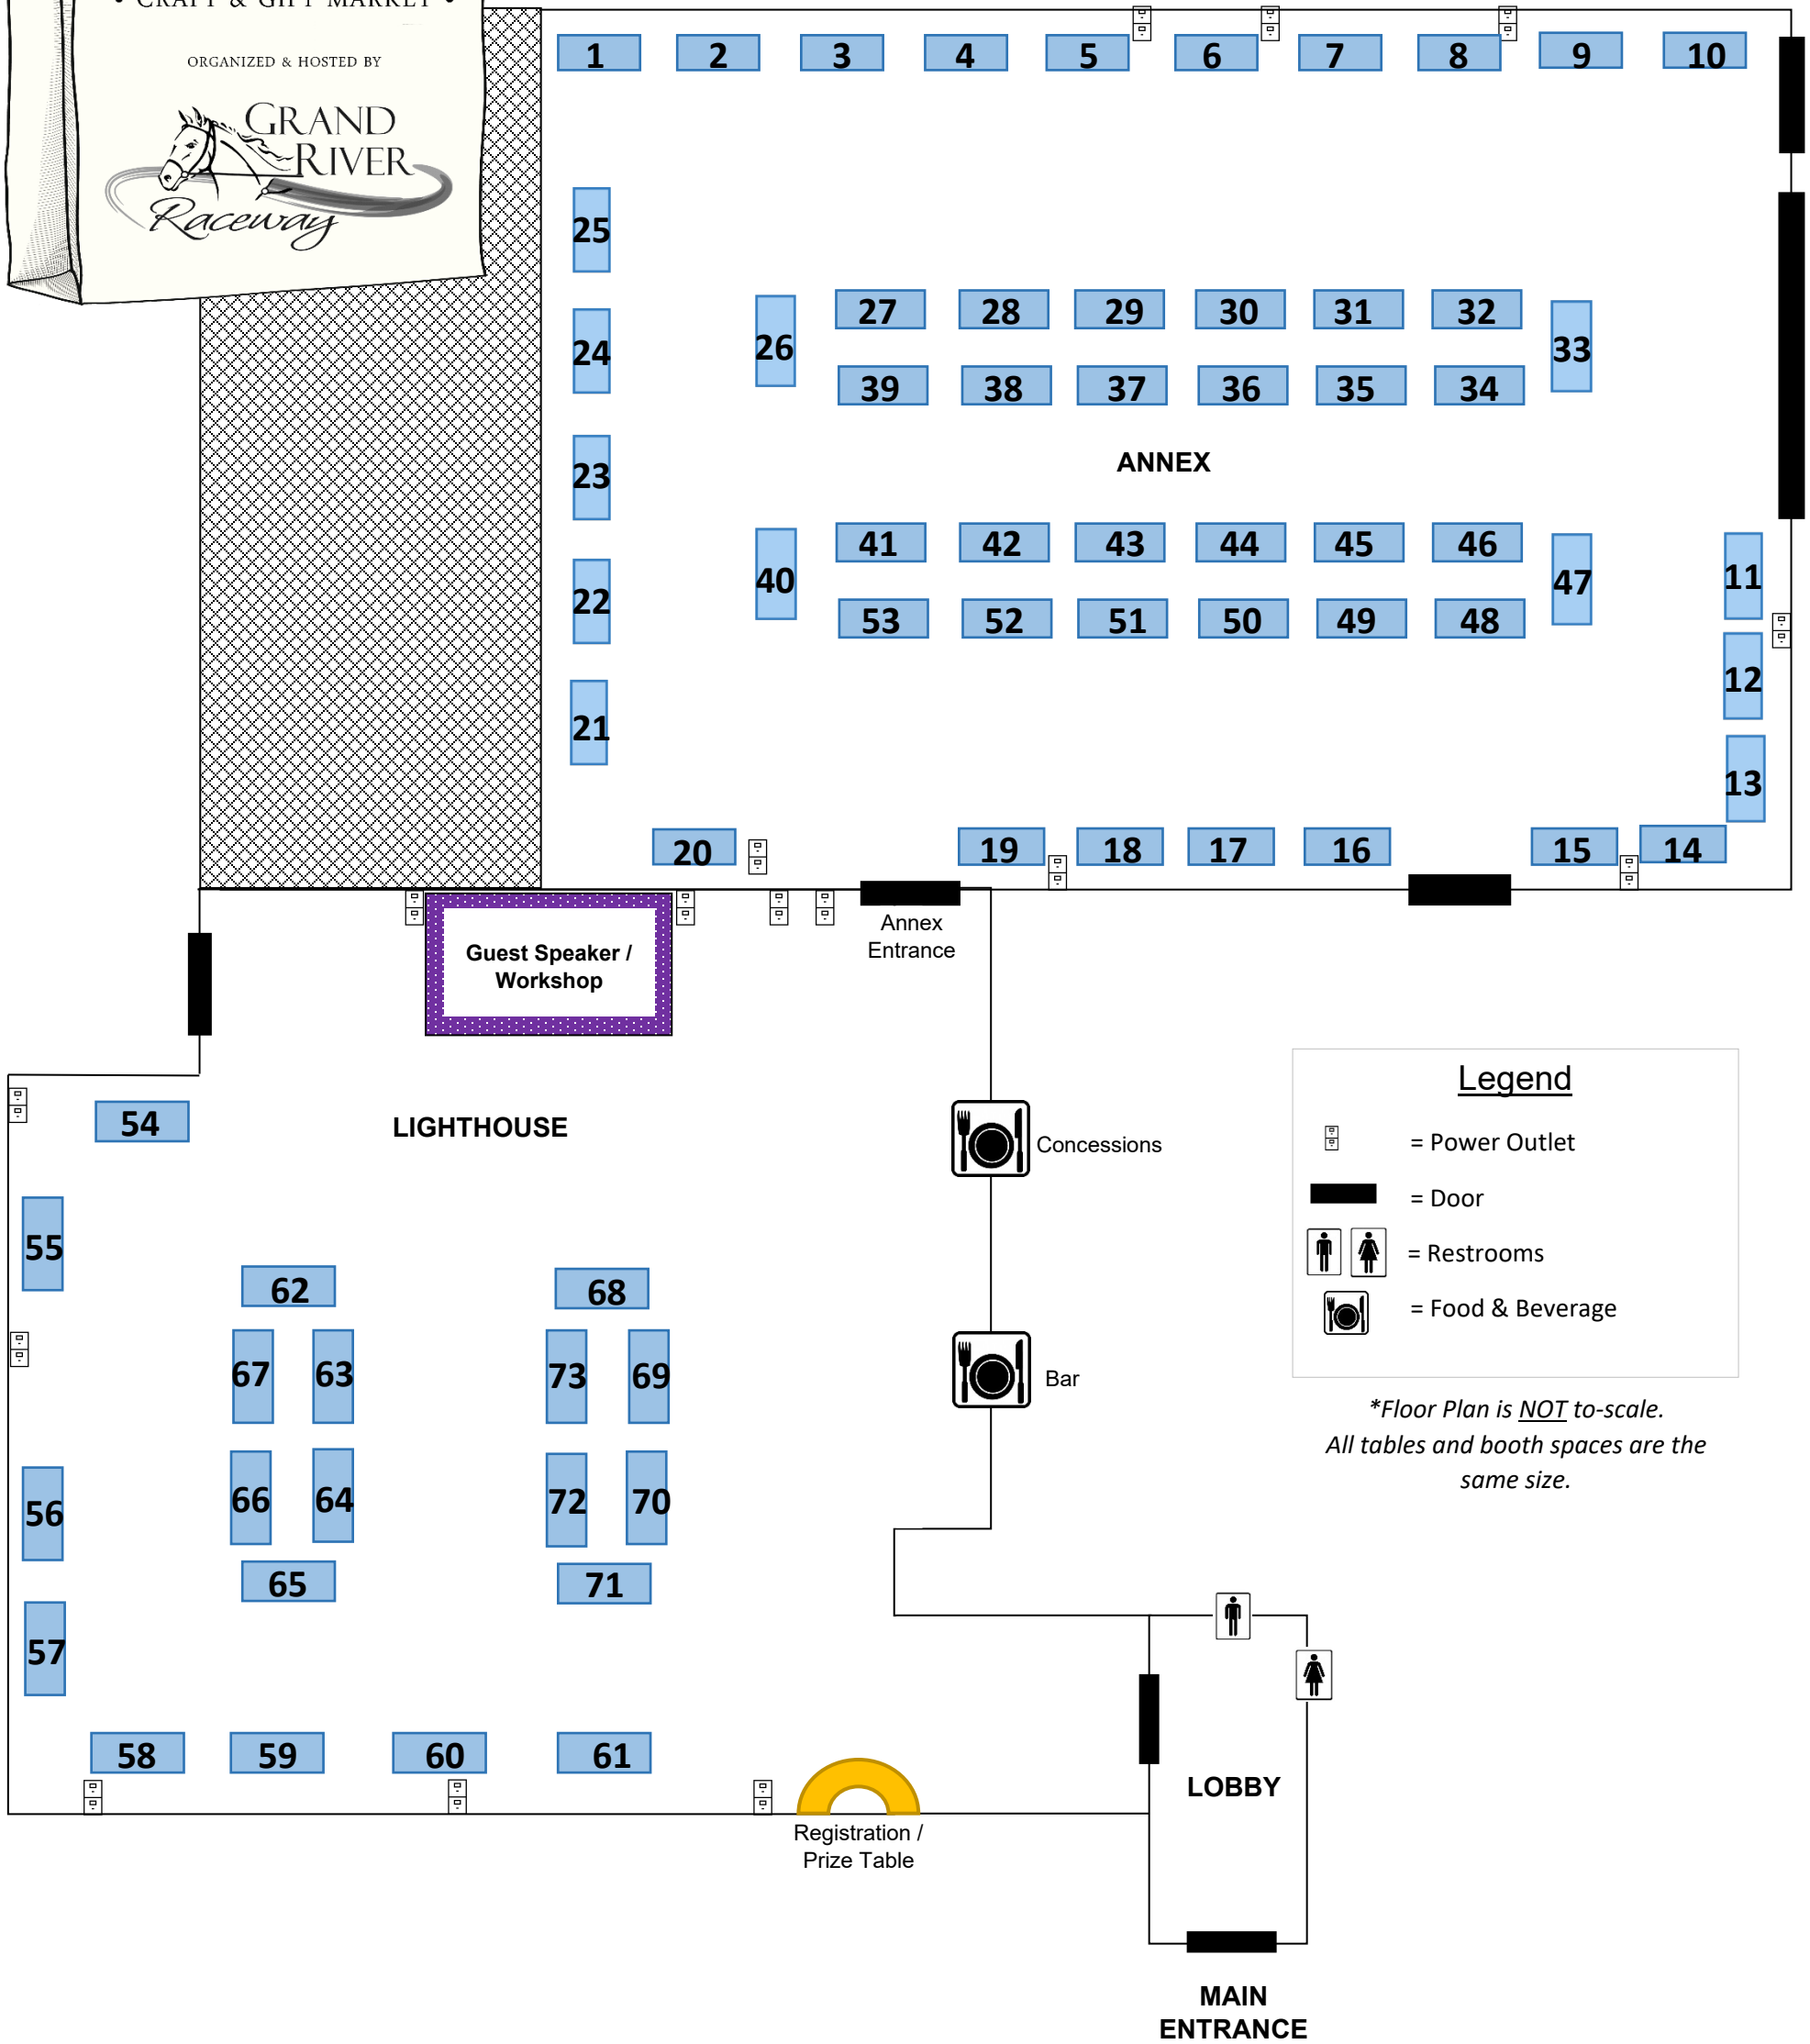 • CRAFT & GIFT MARKET •
ORGANIZED & HOSTED BY
GRAND
RIVER
Raceway
1 2 3 4 5 6 7 8 9 10
25
24
23
22
21
26
27 28 29 30 31 32
33
39 38 37 36 35 34
ANNEX
40
41 42 43 44 45 46
47
53 52 51 50 49 48
11
12
13
20 19 18 17 16 15 14
Annex
Entrance
Guest Speaker /
Workshop
LIGHTHOUSE
54
55
56
57
62
67 63
66 64
65
68
73 69
72 70
71
58 59 60 61
Concessions
Bar
Legend
= Power Outlet
= Door
= Restrooms
= Food & Beverage
*Floor Plan is NOT to-scale.
All tables and booth spaces are the
same size.
LOBBY
Registration /
Prize Table
MAIN
ENTRANCE